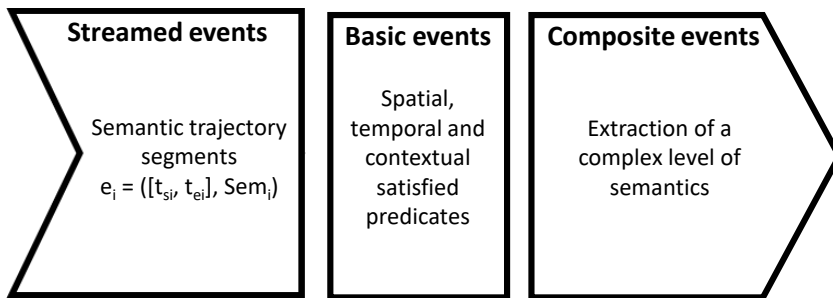 Streamed events
Semantic trajectory
segments
eᵢ = ([tₛᵢ, tₑᵢ], Semᵢ)
Basic events
Spatial,
temporal and
contextual
satisfied
predicates
Composite events
Extraction of a
complex level of
semantics